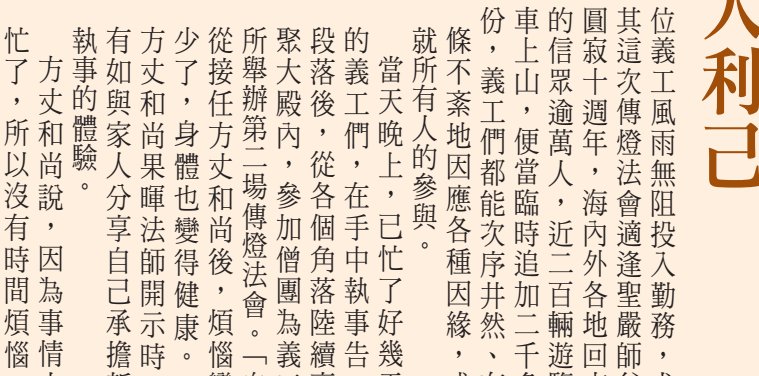 人利己
位義工風雨無阻投入勤務，
其這次傳燈法會適逢聖嚴師
圓寂十週年，海內外各地回
的信眾逾萬人，近二百輛遊
車上山，便當臨時追加二千
份，義工們都能次序井然、
條不紊地因應各種因緣，
就所有人的參與。
當天晚上，已忙了好幾
的義工們，在手中執事告
段落後，從各個角落陸續
聚大殿內，參加僧團為義
所舉辦第二場傳燈法會。「
從接任方丈和尚後，煩惱
少了，身體也變得健康。
方丈和尚果暉法師開示時
有如與家人分享自己承擔
執事的體驗。
方丈和尚說，因為事情
忙了，所以沒有時間煩惱